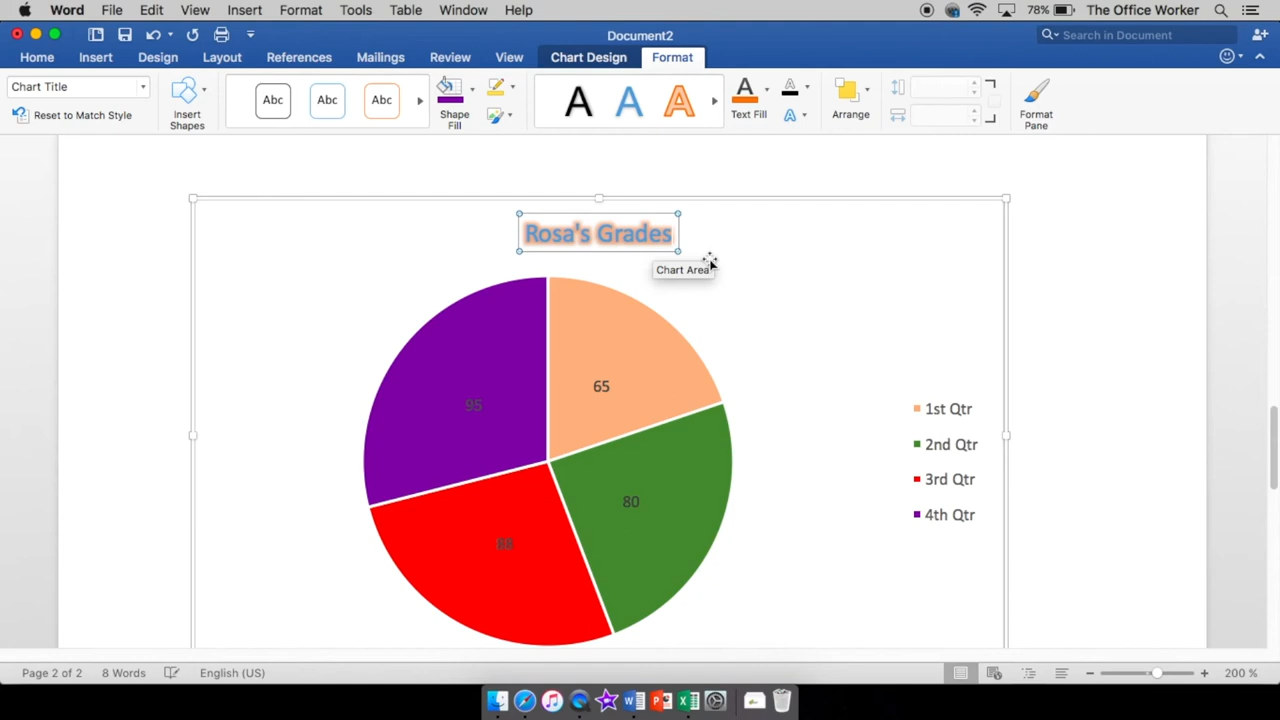 Word File Edit View Insert Format Tools Table Window Help 78% The Office Worker
Document2
Search in Document
Home Insert Design Layout References Mailings Review View Chart Design Format
Chart Title
Reset to Match Style
Insert Shapes
Abc Abc Abc
Shape Fill
A A A
A
Text Fill
A
A
Arrange
Format Pane
Rosa's Grades
Chart Area
95
65
80
88
1st Qtr
2nd Qtr
3rd Qtr
4th Qtr
Page 2 of 2 8 Words English (US) 200 %